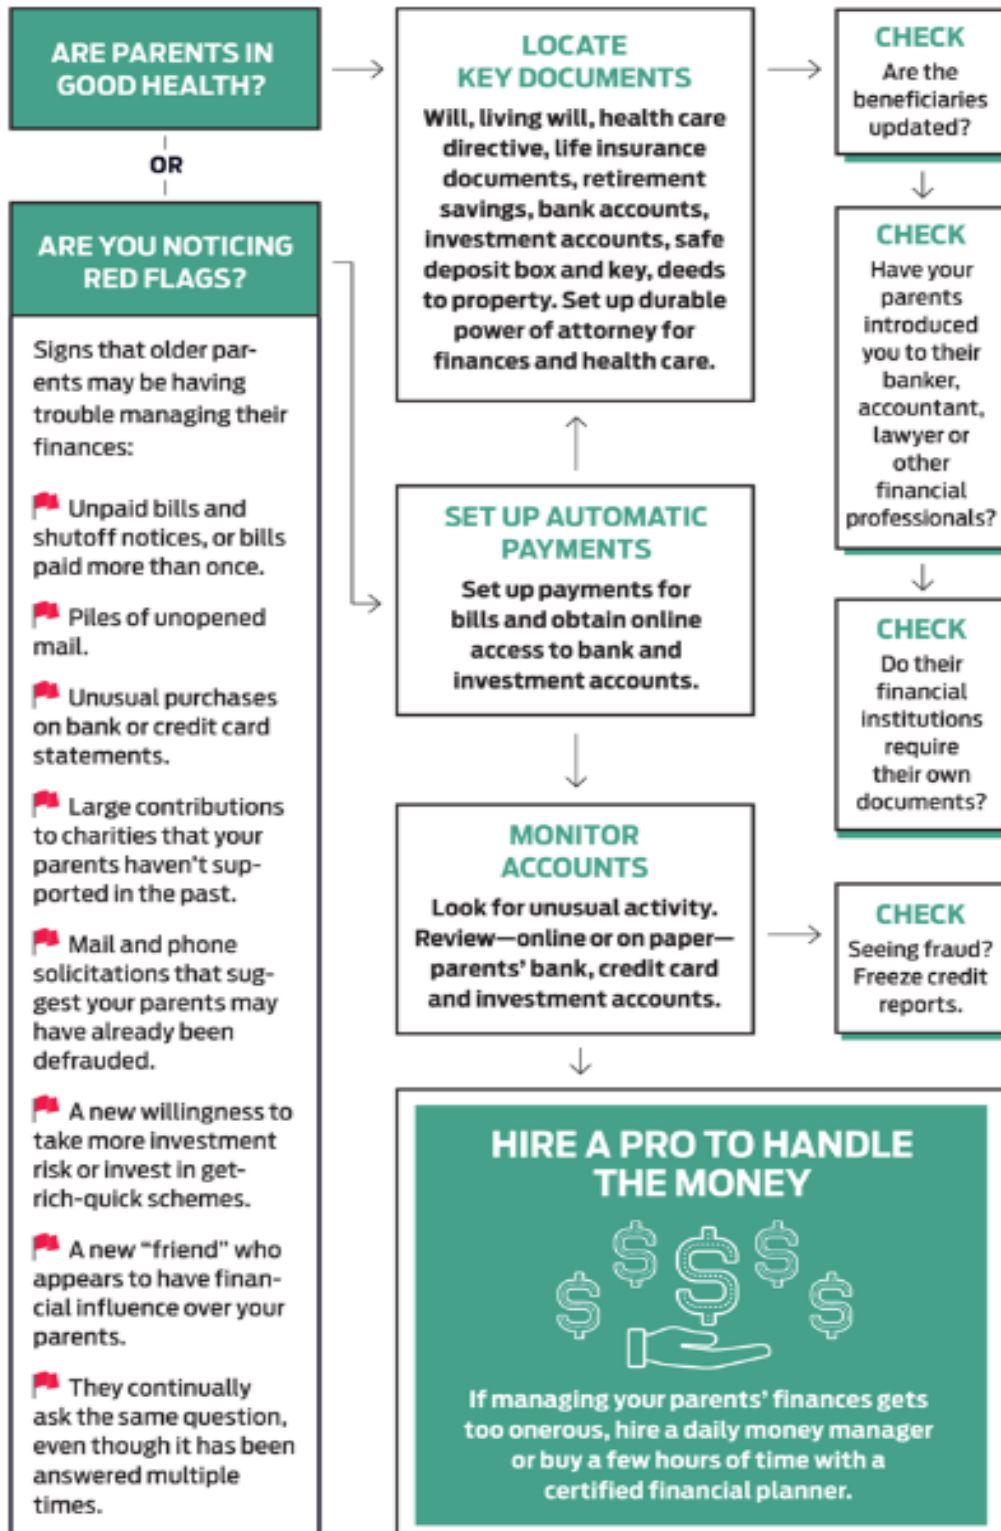 ARE PARENTS IN
GOOD HEALTH?
OR
ARE YOU NOTICING
RED FLAGS?
Signs that older par-
ents may be having
trouble managing their
finances:
Unpaid bills and
shutoff notices, or bills
paid more than once.
Piles of unopened
mail.
Unusual purchases
on bank or credit card
statements.
Large contributions
to charities that your
parents haven't sup-
ported in the past.
Mail and phone
solicitations that sug-
gest your parents may
have already been
defrauded.
A new willingness to
take more investment
risk or invest in get-
rich-quick schemes.
A new “friend” who
appears to have finan-
cial influence over your
parents.
They continually
ask the same question,
even though it has been
answered multiple
times.
LOCATE
KEY DOCUMENTS
Will, living will, health care
directive, life insurance
documents, retirement
savings, bank accounts,
investment accounts, safe
deposit box and key, deeds
to property. Set up durable
power of attorney for
finances and health care.
SET UP AUTOMATIC
PAYMENTS
Set up payments for
bills and obtain online
access to bank and
investment accounts.
MONITOR
ACCOUNTS
Look for unusual activity.
Review—online or on paper—
parents’ bank, credit card
and investment accounts.
CHECK
Are the
beneficiaries
updated?
CHECK
Have your
parents
introduced
you to their
banker,
accountant,
lawyer or
other
financial
professionals?
CHECK
Do their
financial
institutions
require
their own
documents?
CHECK
Seeing fraud?
Freeze credit
reports.
HIRE A PRO TO HANDLE
THE MONEY
If managing your parents’ finances gets
too onerous, hire a daily money manager
or buy a few hours of time with a
certified financial planner.